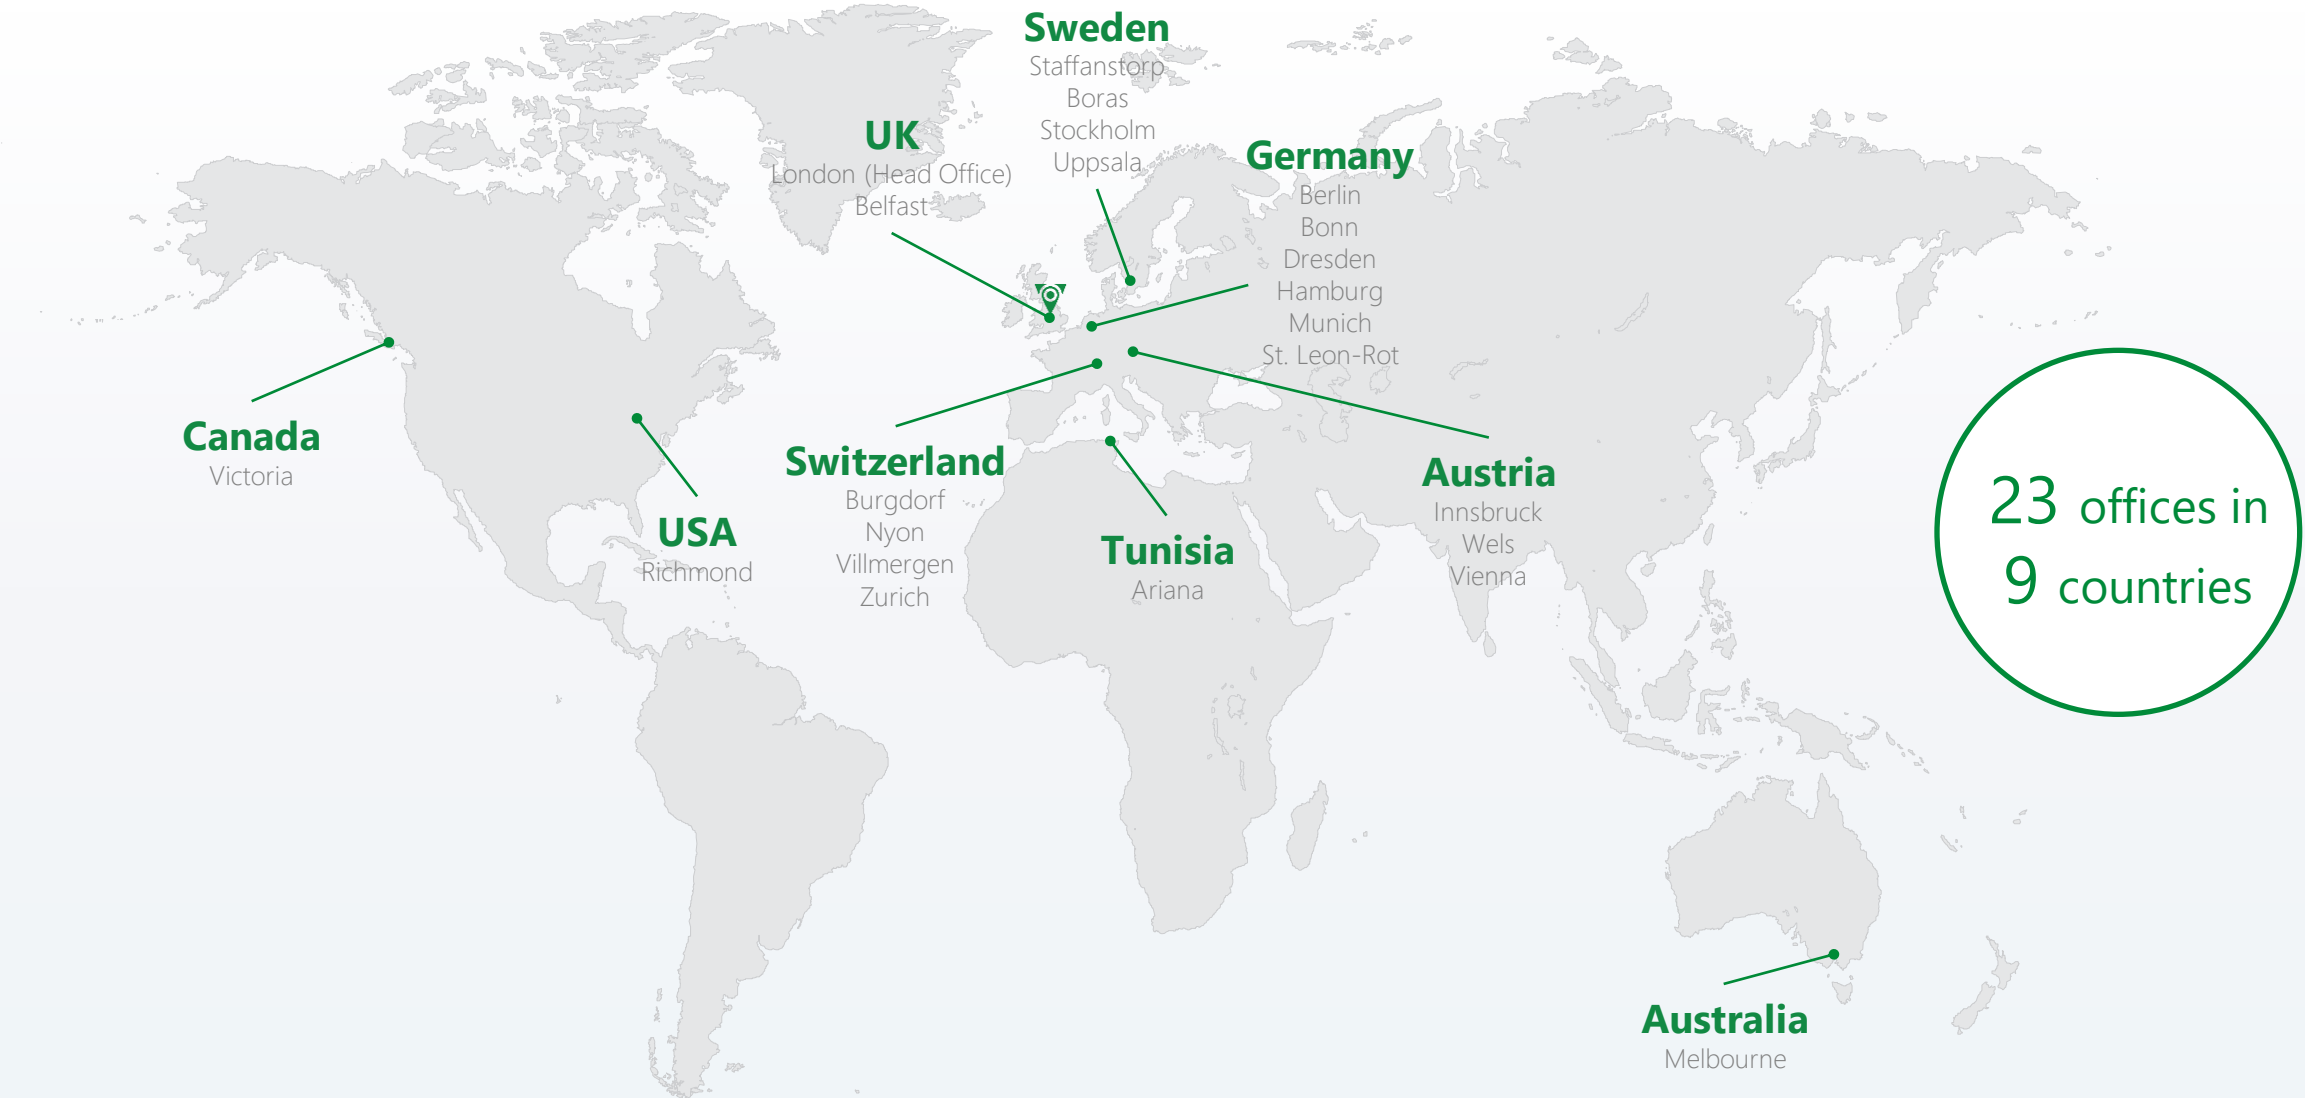 Sweden
Staffanstorp
Boras
Stockholm
Uppsala
UK
London (Head Office)
Belfast
Germany
Berlin
Bonn
Dresden
Hamburg
Munich
St. Leon-Rot
Canada
Victoria
USA
Richmond
Switzerland
Burgdorf
Nyon
Villmergen
Zurich
Tunisia
Ariana
Austria
Innsbruck
Wels
Vienna
23 offices in
9 countries
Australia
Melbourne